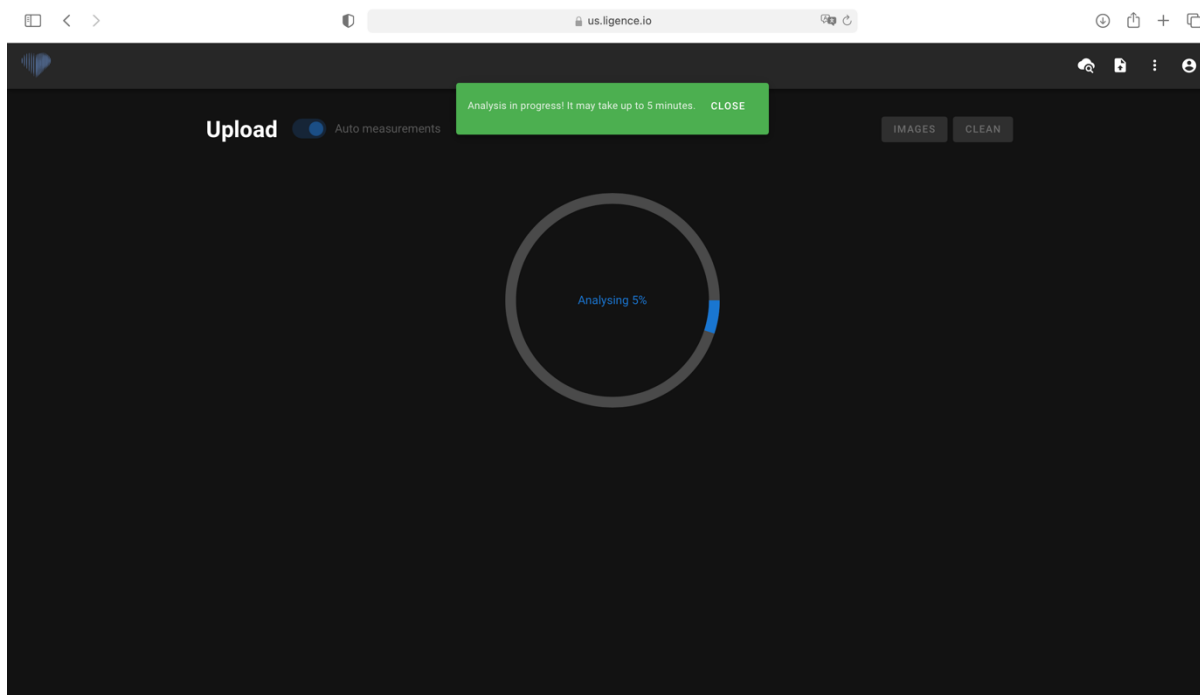 us.ligence.io
Analysis in progress! It may take up to 5 minutes. CLOSE
Upload Auto measurements IMAGES CLEAN
Analysing 5%